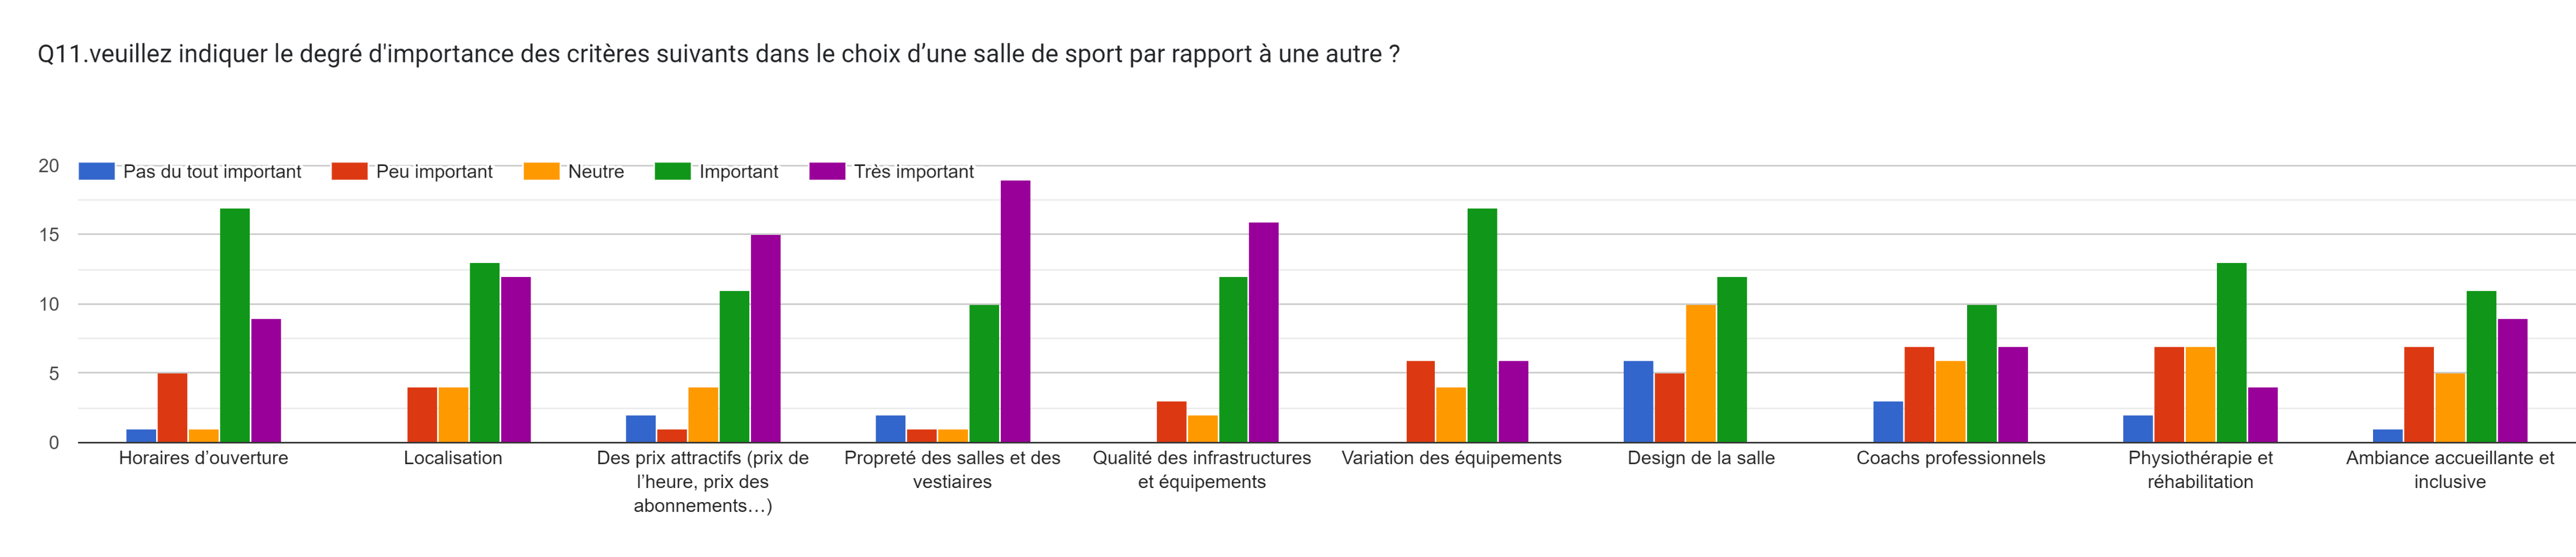 Q11.veuillez indiquer le degré d'importance des critères suivants dans le choix d’une salle de sport par rapport à une autre ?
20
Pas du tout important
Peu important
Neutre
Important
Très important
15
10
5
0
Horaires d’ouverture
Localisation
Des prix attractifs (prix de
l’heure, prix des
abonnements…)
Propreté des salles et des
vestiaires
Qualité des infrastructures
et équipements
Variation des équipements
Design de la salle
Coachs professionnels
Physiothérapie et
réhabilitation
Ambiance accueillante et
inclusive